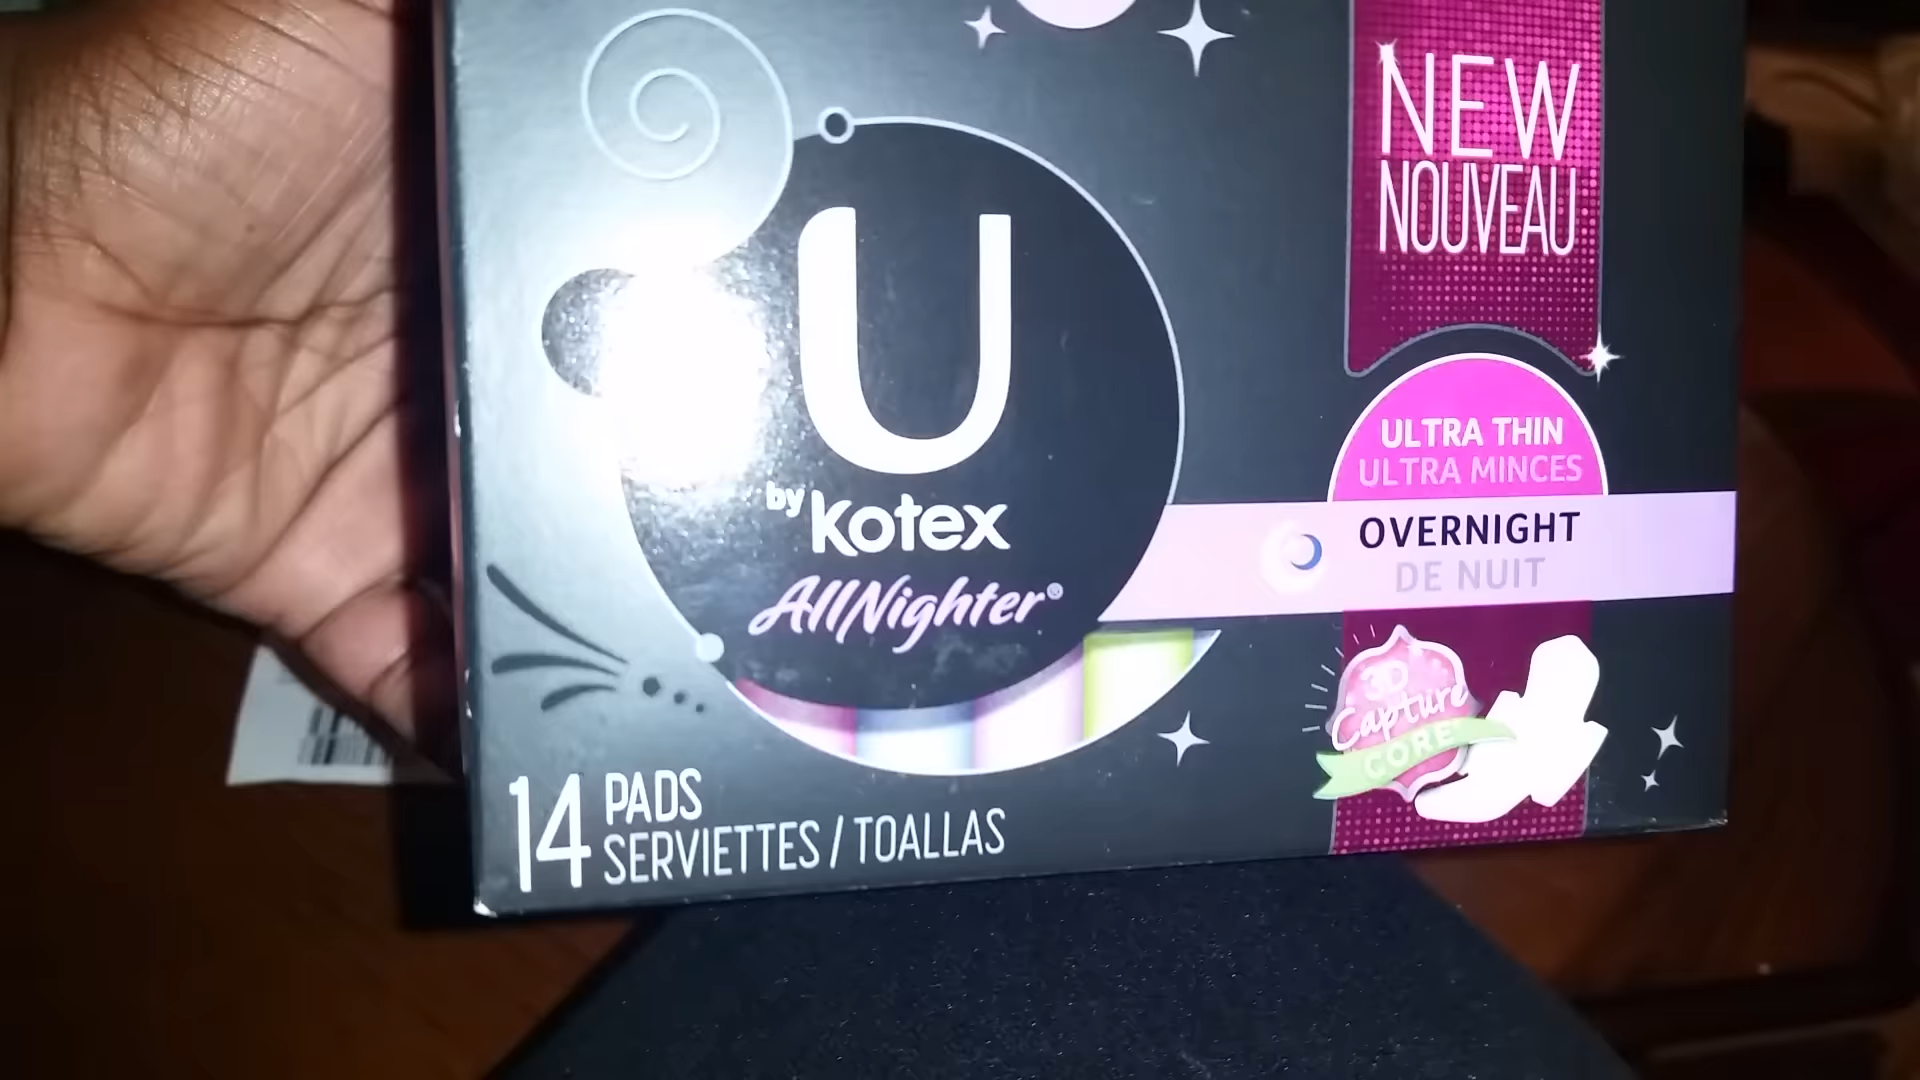 NEW
NOUVEAU
U
by kotex
AllNighter®
ULTRA THIN
ULTRA MINCES
OVERNIGHT
DE NUIT
3D
Capture
CORE
14 PADS
SERVIETTES / TOALLAS